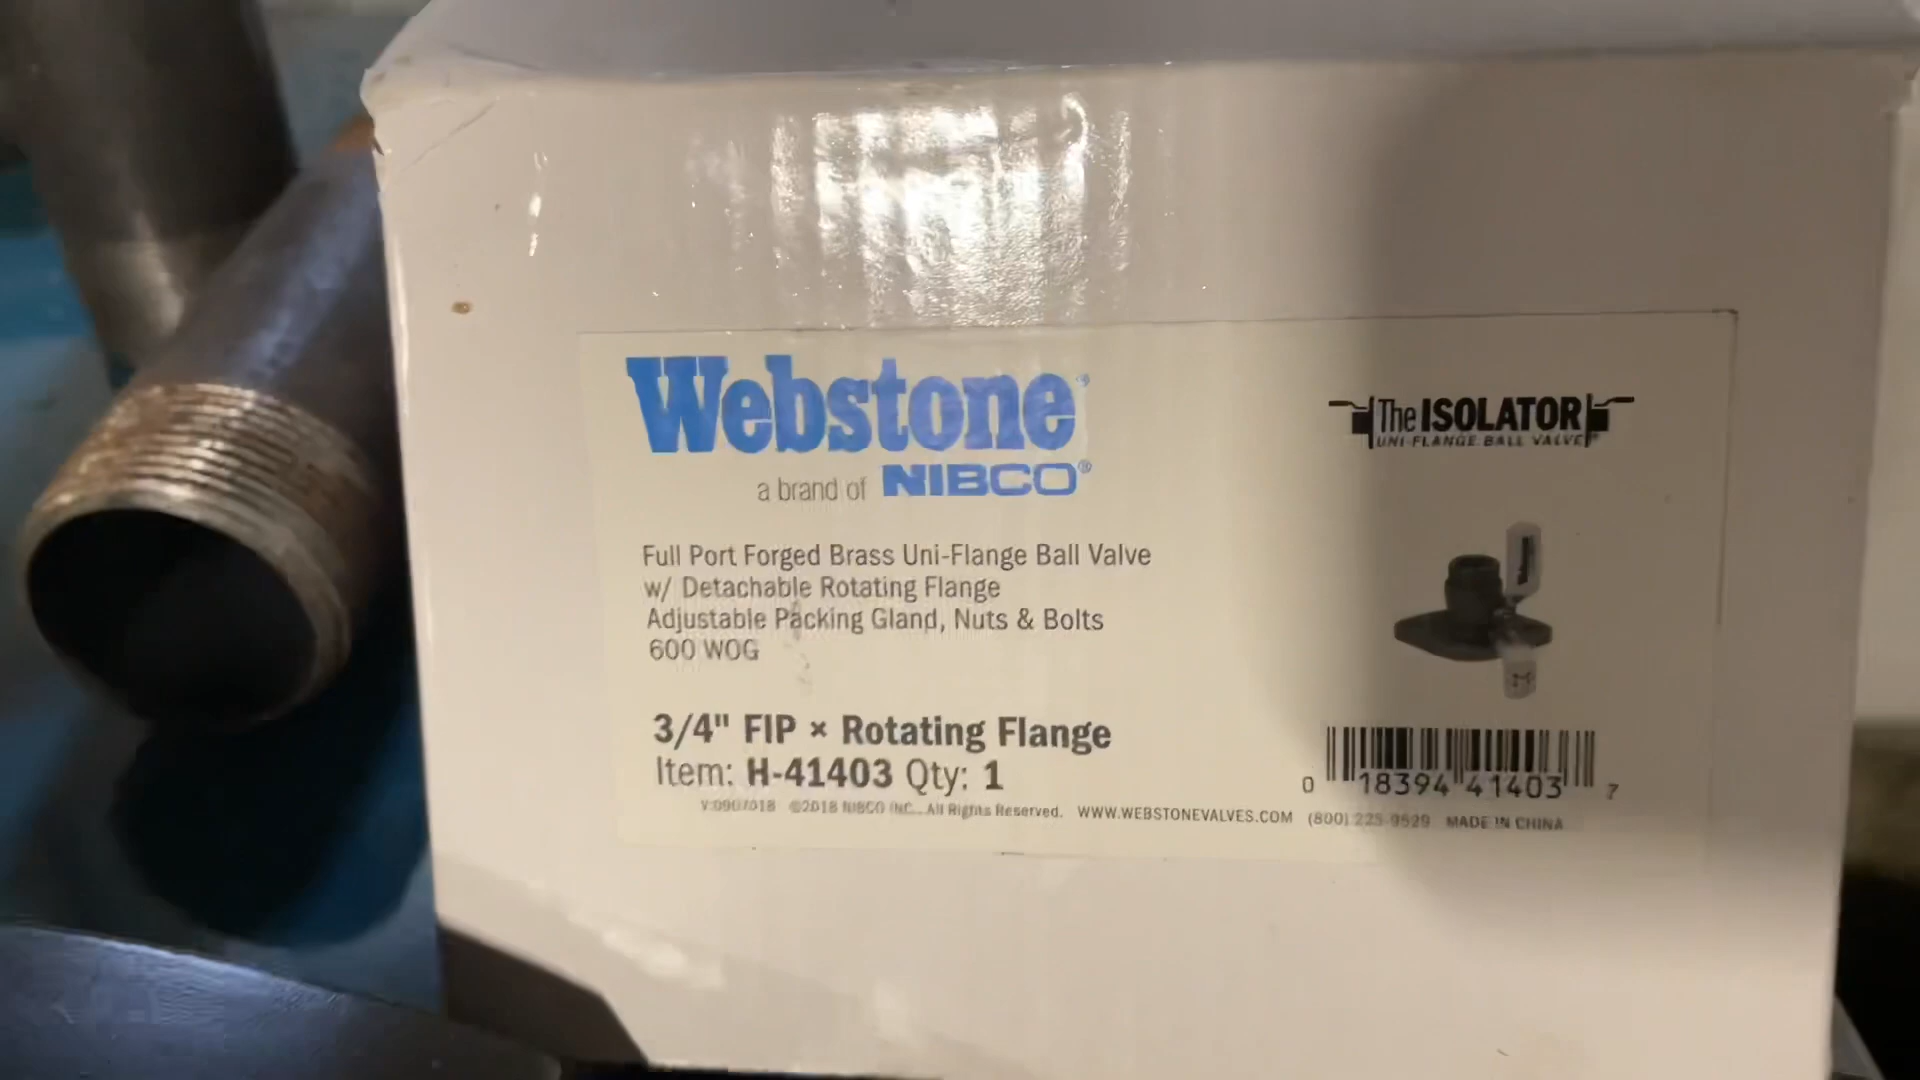 Webstone®
a brand of NIBCO®
The ISOLATOR®
UNI-FLANGE BALL VALVE
Full Port Forged Brass Uni-Flange Ball Valve
w/ Detachable Rotating Flange
Adjustable Packing Gland, Nuts & Bolts
600 WOG
3/4" FIP × Rotating Flange
Item: H-41403 Qty: 1
0 18394 41403 7
V:0907018 ©2018 NIBCO INC. All Rights Reserved. WWW.WEBSTONEVALVES.COM (800) 225-9529 MADE IN CHINA